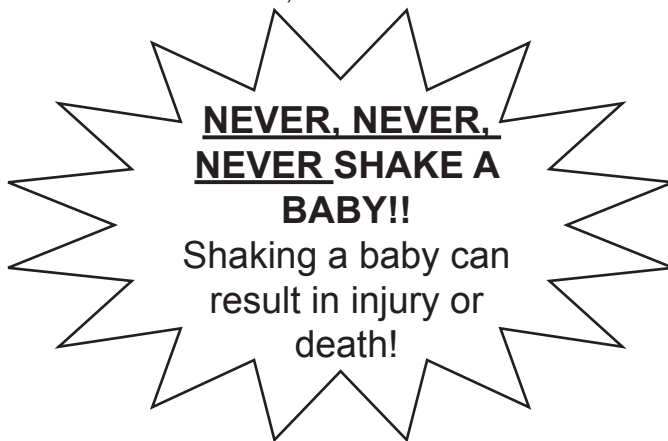 NEVER, NEVER,
NEVER SHAKE A
BABY!!
Shaking a baby can
result in injury or
death!